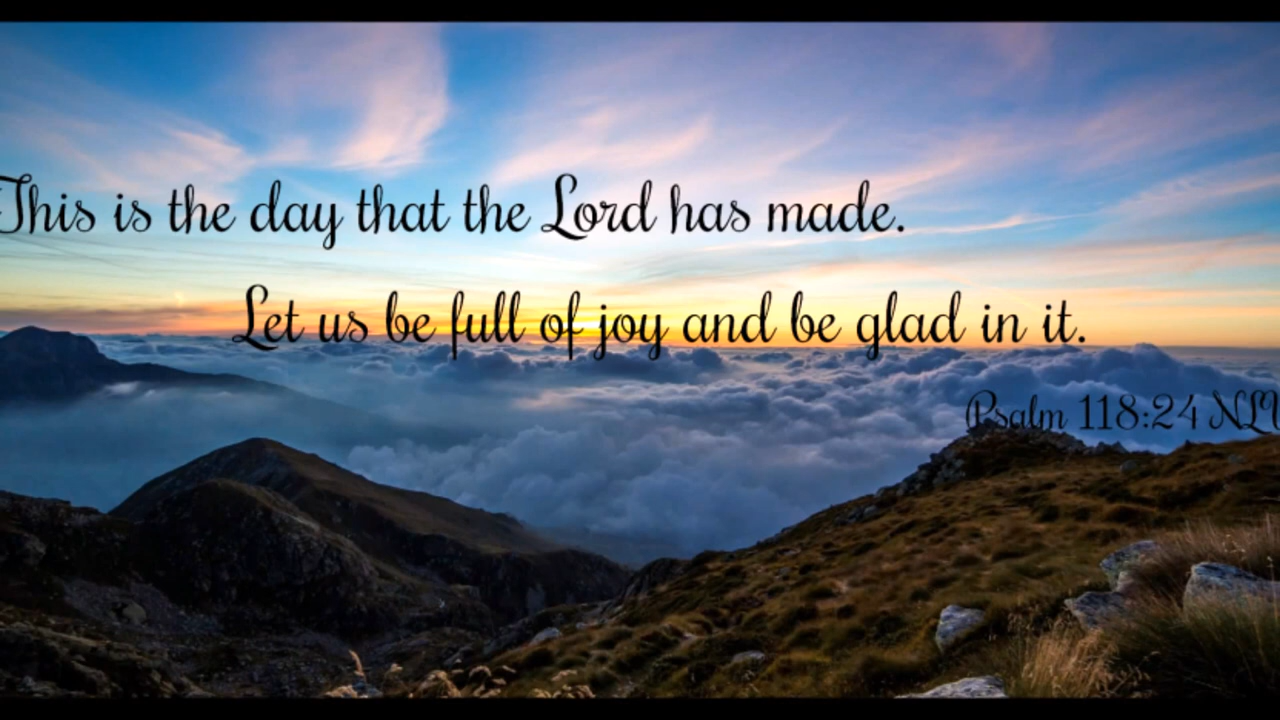 This is the day that the Lord has made.
Let us be full of joy and be glad in it.
Psalm 118:24 NLV